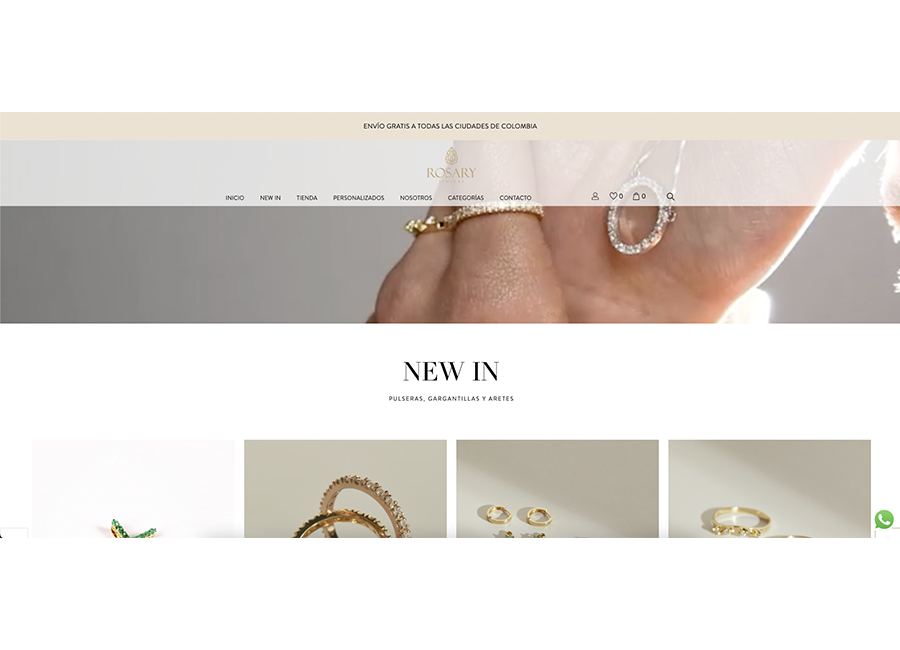 ENVÍO GRATIS A TODAS LAS CIUDADES DE COLOMBIA
ROSARY
INICIO NEW IN TIENDA PERSONALIZADOS NOSOTROS CATEGORÍAS CONTACTO 0 0
NEW IN
PULSERAS, GARGANTILLAS Y ARETES